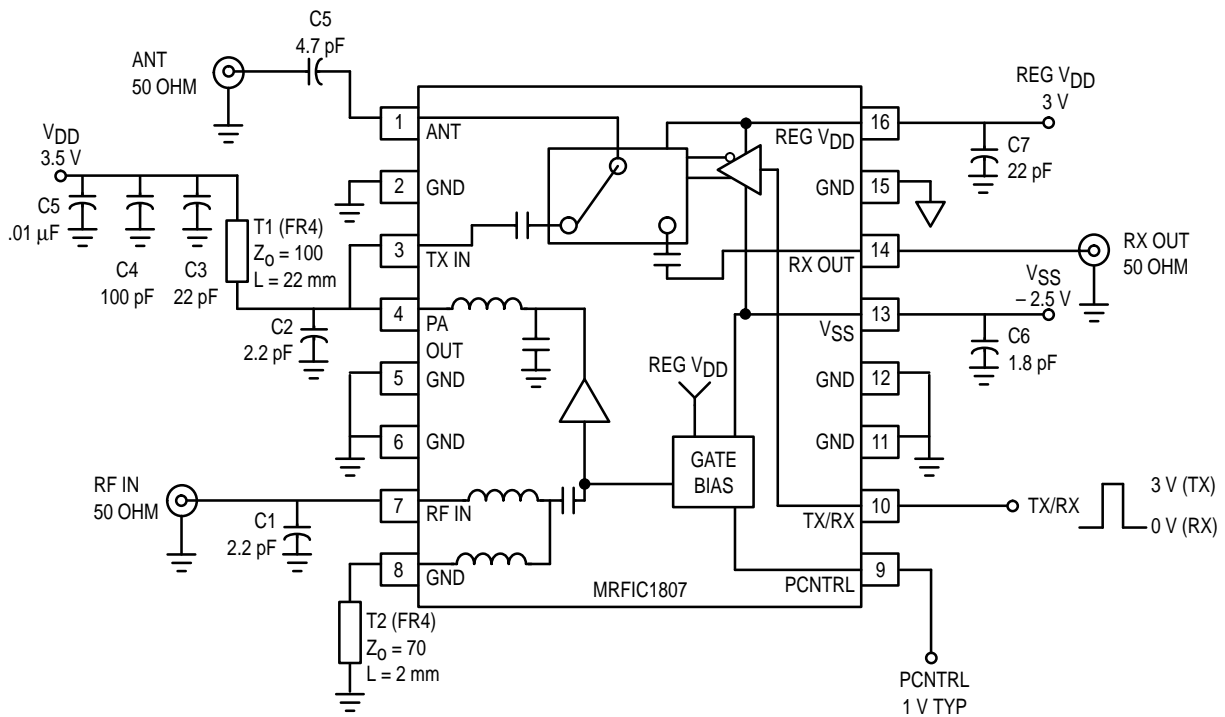 C5
4.7 pF
ANT
50 OHM
VDD
3.5 V
C5
.01 µF
C4
100 pF
C3
22 pF
T1 (FR4)
Zo = 100
L = 22 mm
C2
2.2 pF
RF IN
50 OHM
C1
2.2 pF
T2 (FR4)
Zo = 70
L = 2 mm
1
ANT
2
GND
3
TX IN
4
PA
OUT
5
GND
6
GND
7
RF IN
8
GND
REG VDD
GATE
BIAS
MRFIC1807
16
REG VDD
15
GND
14
RX OUT
13
VSS
12
GND
11
GND
10
TX/RX
9
PCNTRL
REG VDD
3 V
C7
22 pF
RX OUT
50 OHM
VSS
– 2.5 V
C6
1.8 pF
TX/RX
3 V (TX)
0 V (RX)
PCNTRL
1 V TYP